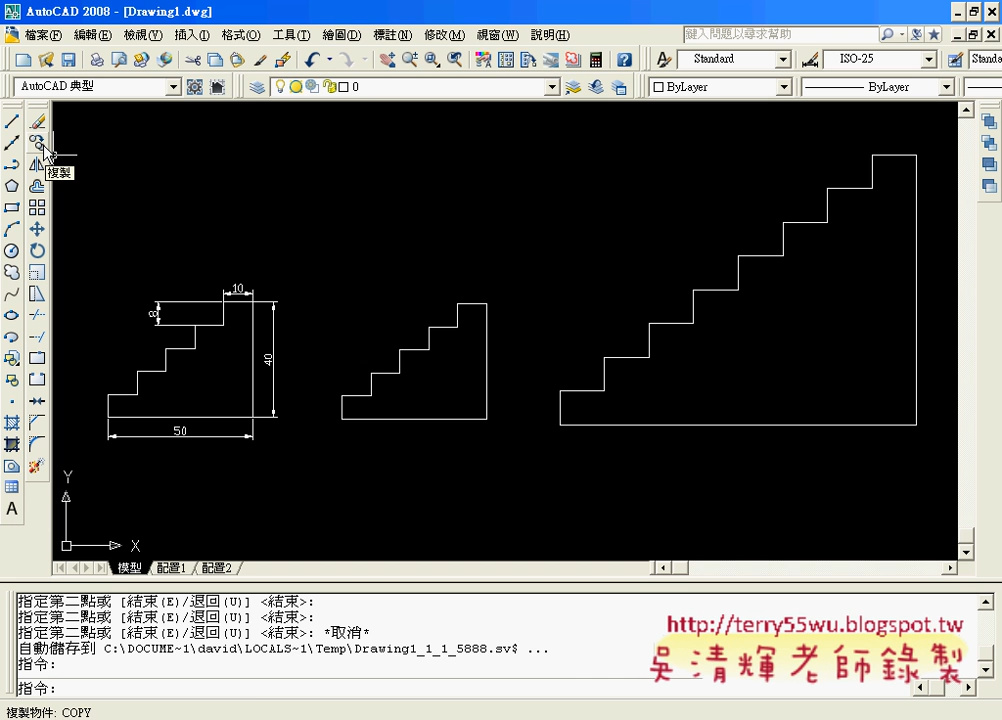 AutoCAD 2008 - [Drawing1.dwg]
檔案(F) 編輯(E) 檢視(V) 插入(I) 格式(O) 工具(T) 繪圖(D) 標註(N) 修改(M) 視窗(W) 說明(H) 鍵入問題以尋求幫助
Standard ISO-25 Standa
AutoCAD 典型 0 ByLayer ByLayer
複製
10
8
40
50
Y
X
模型 配置1 配置2
指定第二點或 [結束(E)/退回(U)] <結束>:
指定第二點或 [結束(E)/退回(U)] <結束>:
指定第二點或 [結束(E)/退回(U)] <結束>: *取消*
自動儲存到 C:\DOCUME~1\david\LOCALS~1\Temp\Drawing1_1_1_5888.sv$ ...
指令:
指令:
http://terry55wu.blogspot.tw
吳清輝老師錄製
複製物件: COPY